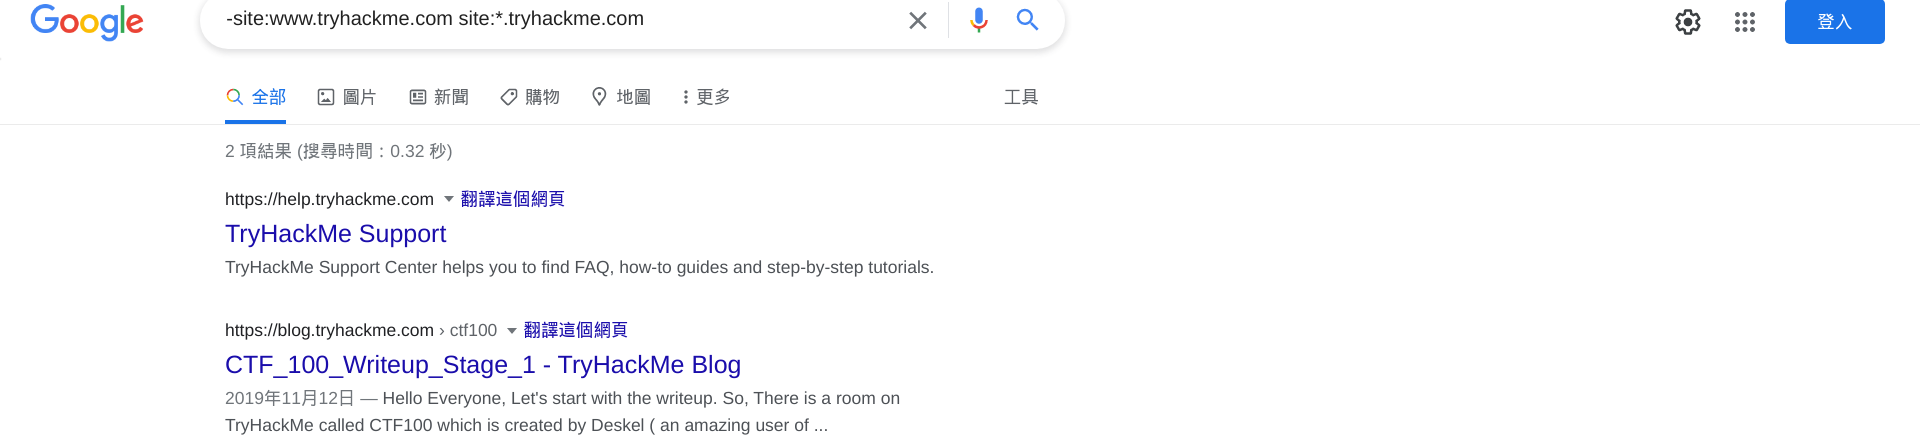 Google
-site:www.tryhackme.com site:*.tryhackme.com
登入
全部 圖片 新聞 購物 地圖 更多 工具
2 項結果 (搜尋時間：0.32 秒)
https://help.tryhackme.com 翻譯這個網頁
TryHackMe Support
TryHackMe Support Center helps you to find FAQ, how-to guides and step-by-step tutorials.
https://blog.tryhackme.com › ctf100 翻譯這個網頁
CTF_100_Writeup_Stage_1 - TryHackMe Blog
2019年11月12日 — Hello Everyone, Let's start with the writeup. So, There is a room on
TryHackMe called CTF100 which is created by Deskel ( an amazing user of ...